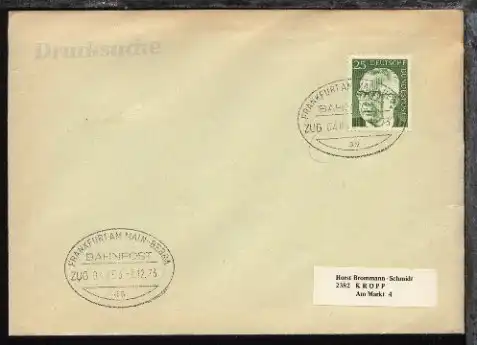 Drucksache
25
DEUTSCHE
BUNDESPOST
FRANKFURT AM
BAHNPOST
ZUG
FRANKFURT AM MAIN-BEBRA
BAHNPOST
ZUG
Horst Brommann-Schmidt
2382 KROPP
Am Markt 4